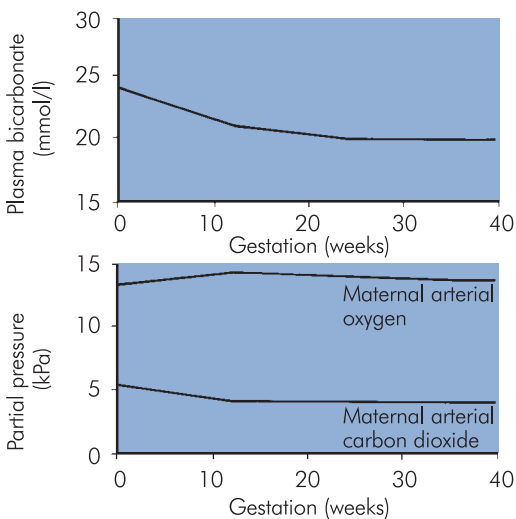 Plasma bicarbonate
(mmol/l)
30
25
20
15
0 10 20 30 40
Gestation (weeks)
Partial pressure
(kPa)
15
10
5
0
Maternal arterial
oxygen
Maternal arterial
carbon dioxide
0 10 20 30 40
Gestation (weeks)